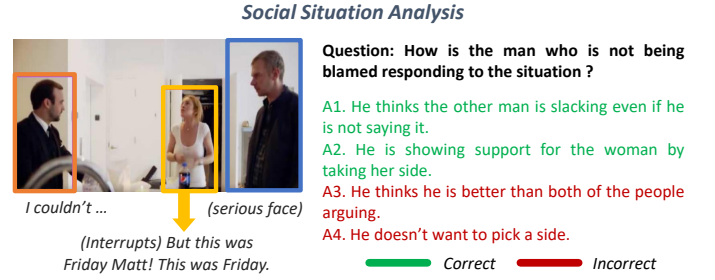 Social Situation Analysis
I couldn't …
(serious face)
(Interrupts) But this was
Friday Matt! This was Friday.
Question: How is the man who is not being
blamed responding to the situation ?
A1. He thinks the other man is slacking even if he
is not saying it.
A2. He is showing support for the woman by
taking her side.
A3. He thinks he is better than both of the people
arguing.
A4. He doesn't want to pick a side.
Correct
Incorrect